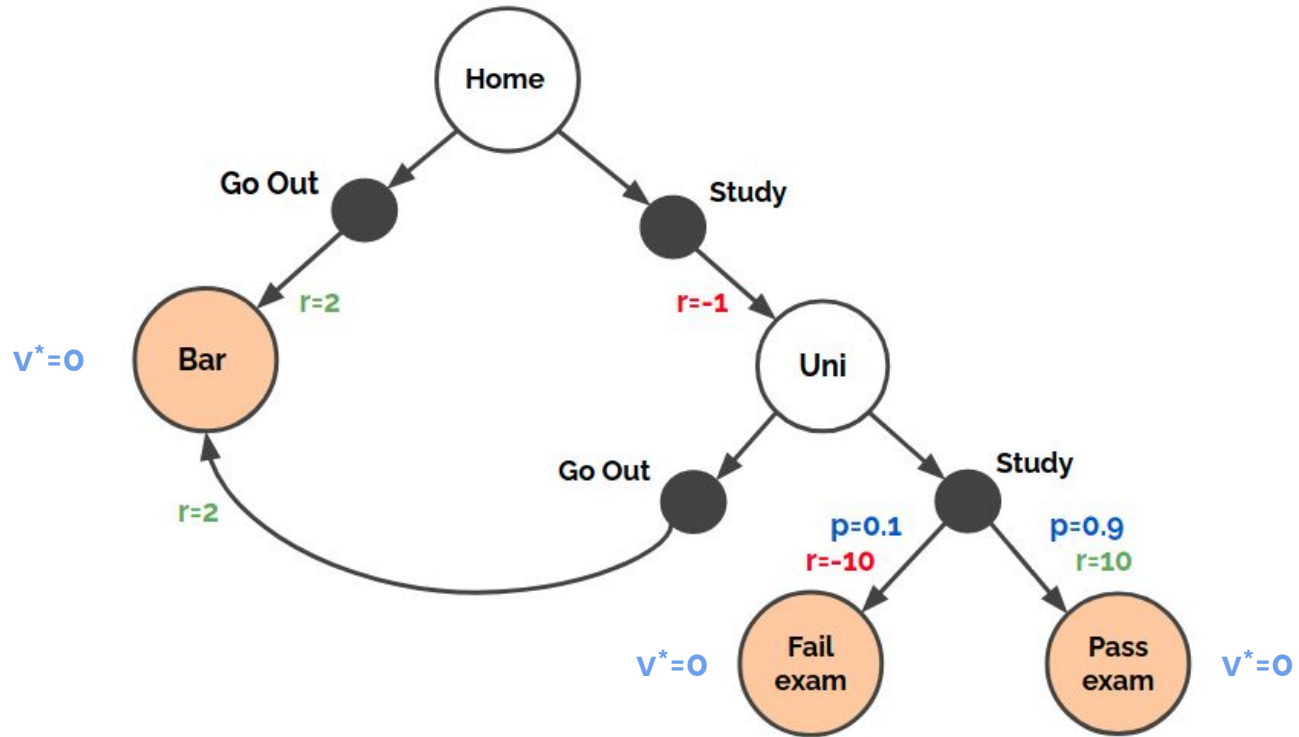 Home
Go Out
Study
r=2
r=-1
v*=0
Bar
Uni
Go Out
Study
r=2
p=0.1
p=0.9
r=-10
r=10
v*=0
Fail
exam
Pass
exam
v*=0